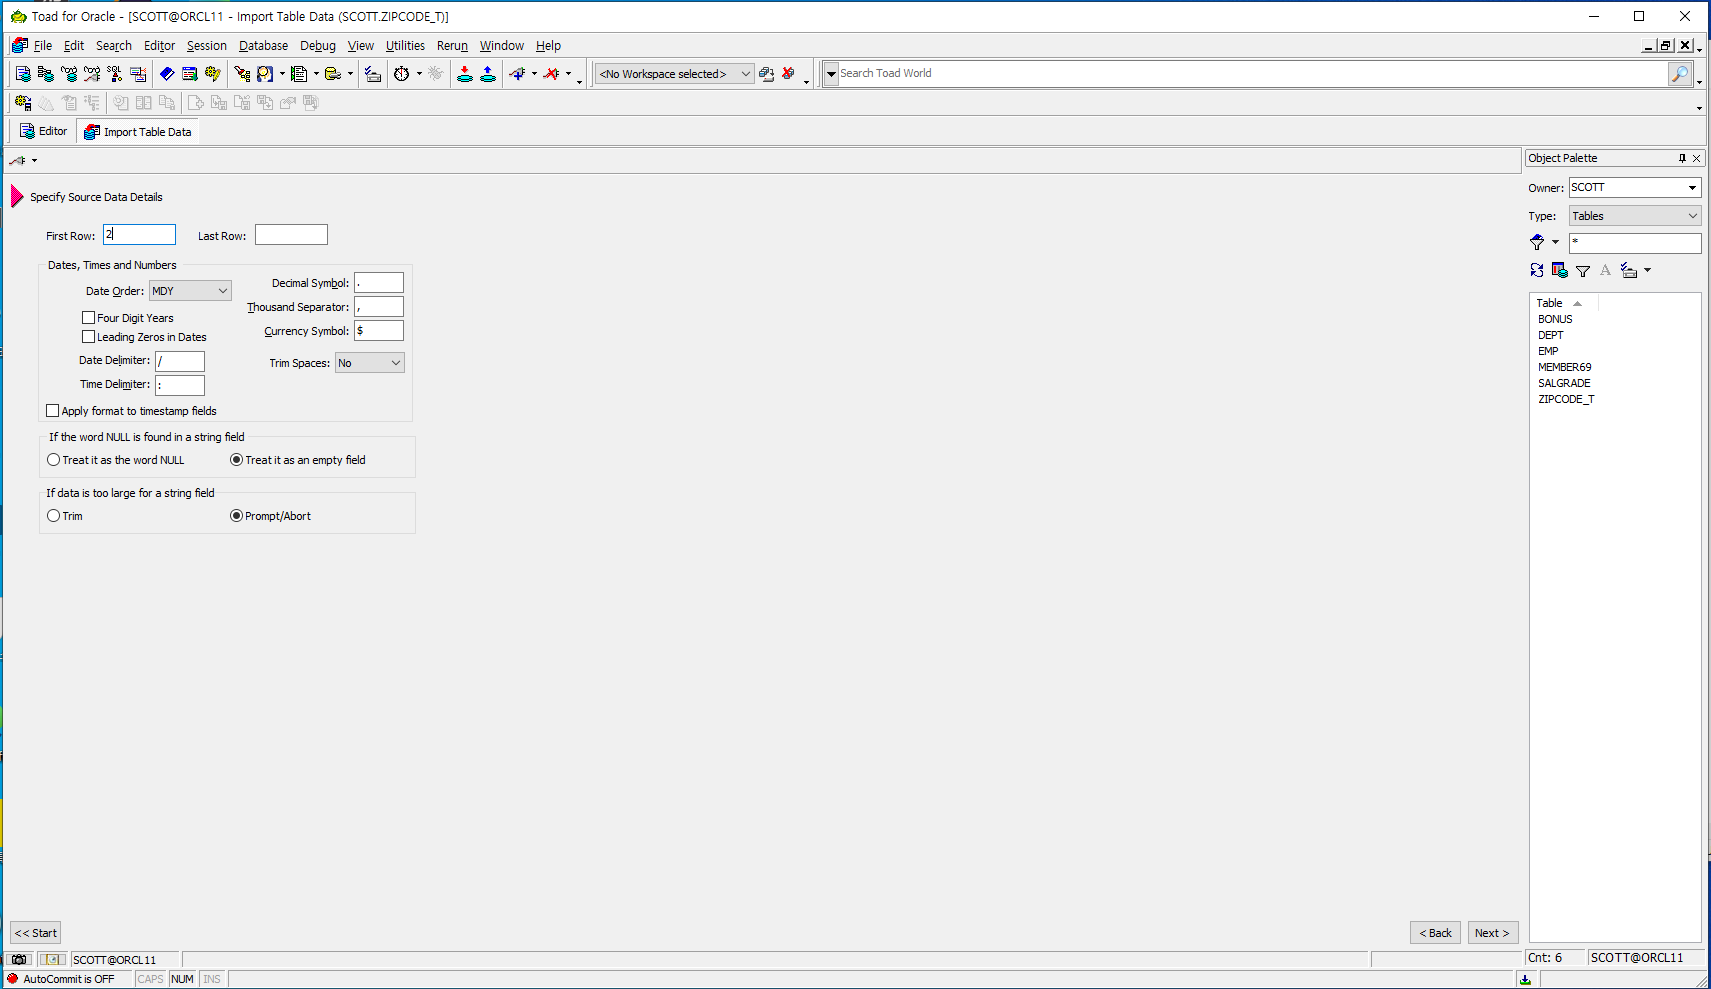 Toad for Oracle - [SCOTT@ORCL11 - Import Table Data (SCOTT.ZIPCODE_T)]
File Edit Search Editor Session Database Debug View Utilities Rerun Window Help
SQL <No Workspace selected> Search Toad World
Editor Import Table Data
Specify Source Data Details
First Row: 2 Last Row:
Dates, Times and Numbers
Date Order: MDY
Four Digit Years
Leading Zeros in Dates
Date Delimiter: /
Time Delimiter: :
Decimal Symbol: .
Thousand Separator: ,
Currency Symbol: $
Trim Spaces: No
Apply format to timestamp fields
If the word NULL is found in a string field
Treat it as the word NULL Treat it as an empty field
If data is too large for a string field
Trim Prompt/Abort
<< Start < Back Next >
Object Palette
Owner: SCOTT
Type: Tables
*
A
Table
BONUS
DEPT
EMP
MEMBER69
SALGRADE
ZIPCODE_T
SCOTT@ORCL11 Cnt: 6 SCOTT@ORCL11
AutoCommit is OFF CAPS NUM INS